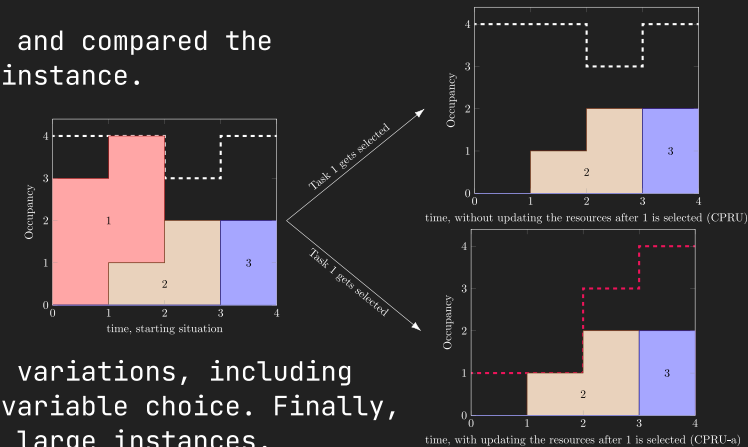 and compared the
instance.
4
3
2
1
0
Occupancy
1
2
3
0
1
2
3
4
time, starting situation
Task 1 gets selected
Task 1 gets selected
4
3
2
1
0
Occupancy
2
3
0
1
2
3
4
time, without updating the resources after 1 is selected (CPRU)
4
3
2
1
0
Occupancy
2
3
0
1
2
3
4
time, with updating the resources after 1 is selected (CPRU-a)
variations, including
variable choice. Finally,
large instances.